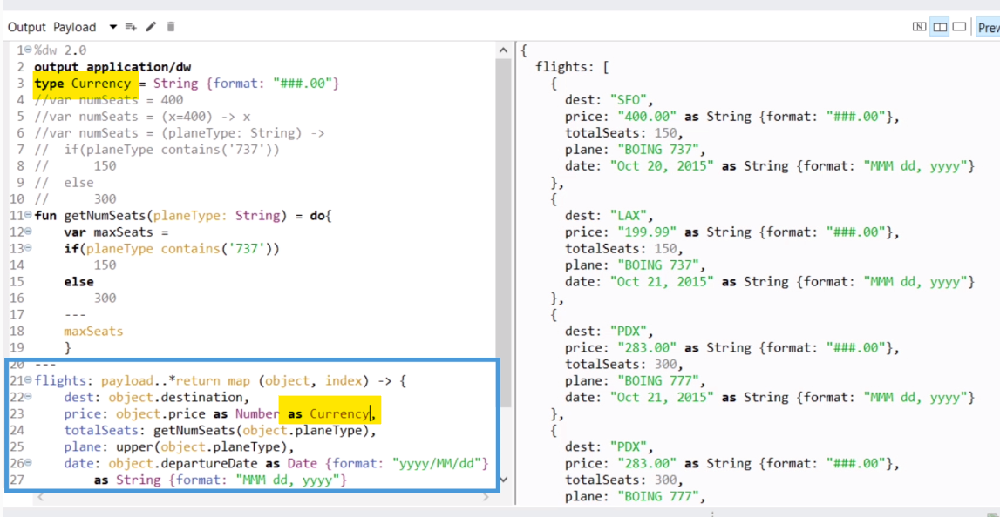 Output Payload
Prev
1 %dw 2.0
2 output application/dw
3 type Currency = String {format: "###.00"}
4 //var numSeats = 400
5 //var numSeats = (x=400) -> x
6 //var numSeats = (planeType: String) ->
7 // if(planeType contains('737'))
8 // 150
9 // else
10 // 300
11 fun getNumSeats(planeType: String) = do{
12 var maxSeats =
13 if(planeType contains('737'))
14 150
15 else
16 300
17 ---
18 maxSeats
19 }
20 ---
21 flights: payload..*return map (object, index) -> {
22 dest: object.destination,
23 price: object.price as Number as Currency,
24 totalSeats: getNumSeats(object.planeType),
25 plane: upper(object.planeType),
26 date: object.departureDate as Date {format: "yyyy/MM/dd"}
27 as String {format: "MMM dd, yyyy"}
{
flights: [
{
dest: "SFO",
price: "400.00" as String {format: "###.00"},
totalSeats: 150,
plane: "BOING 737",
date: "Oct 20, 2015" as String {format: "MMM dd, yyyy"}
},
{
dest: "LAX",
price: "199.99" as String {format: "###.00"},
totalSeats: 150,
plane: "BOING 737",
date: "Oct 21, 2015" as String {format: "MMM dd, yyyy"}
},
{
dest: "PDX",
price: "283.00" as String {format: "###.00"},
totalSeats: 300,
plane: "BOING 777",
date: "Oct 21, 2015" as String {format: "MMM dd, yyyy"}
},
{
dest: "PDX",
price: "283.00" as String {format: "###.00"},
totalSeats: 300,
plane: "BOING 777",